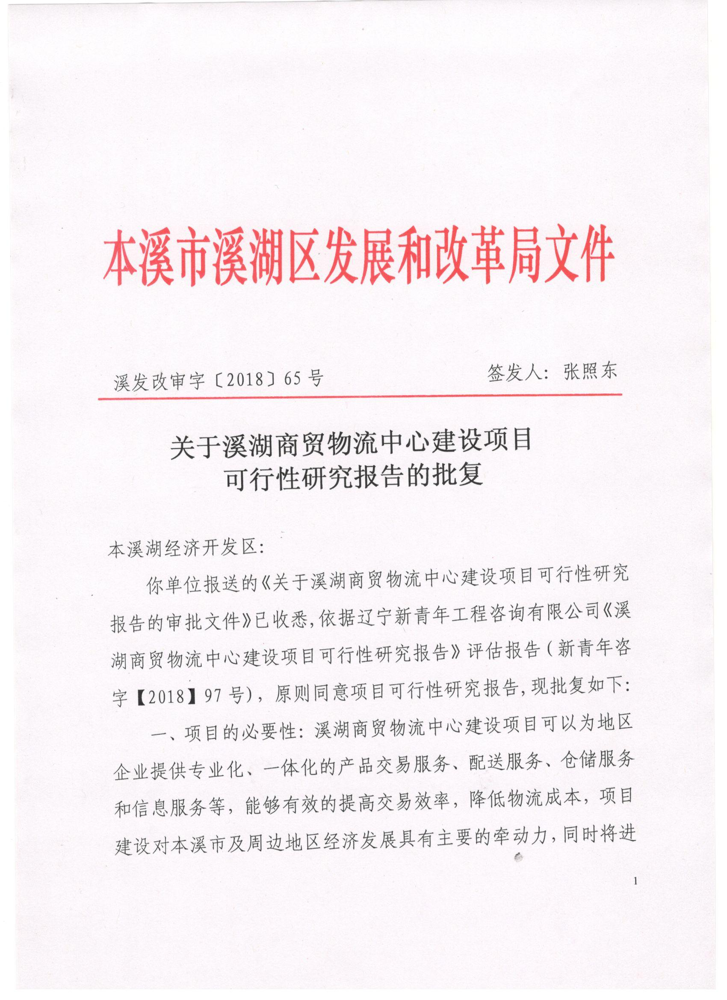 本溪市溪湖区发展和改革局文件
溪发改审字〔2018〕65号 签发人：张照东
关于溪湖商贸物流中心建设项目
可行性研究报告的批复
本溪湖经济开发区：
你单位报送的《关于溪湖商贸物流中心建设项目可行性研究
报告的审批文件》已收悉，依据辽宁新青年工程咨询有限公司《溪
湖商贸物流中心建设项目可行性研究报告》评估报告（新青年咨
字【2018】97号），原则同意项目可行性研究报告，现批复如下：
一、项目的必要性：溪湖商贸物流中心建设项目可以为地区
企业提供专业化、一体化的产品交易服务、配送服务、仓储服务
和信息服务等，能够有效的提高交易效率，降低物流成本，项目
建设对本溪市及周边地区经济发展具有主要的牵动力，同时将进
1